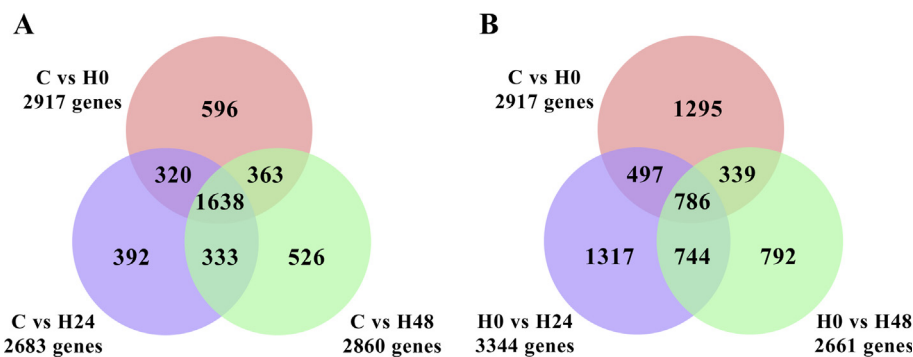 A
C vs H0
2917 genes
596
320
363
1638
392
333
526
C vs H24
2683 genes
C vs H48
2860 genes
B
C vs H0
2917 genes
1295
497
339
786
1317
744
792
H0 vs H24
3344 genes
H0 vs H48
2661 genes